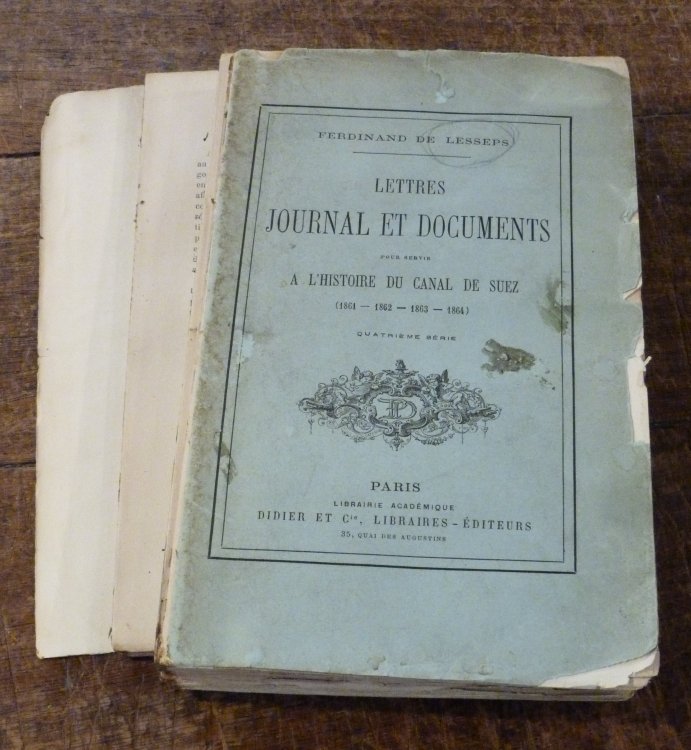 FERDINAND DE LESSEPS
LETTRES
JOURNAL ET DOCUMENTS
POUR SERVIR
A L'HISTOIRE DU CANAL DE SUEZ
(1861 — 1862 — 1863 — 1864)
QUATRIÈME SÉRIE
PARIS
LIBRAIRIE ACADÉMIQUE
DIDIER ET Cie, LIBRAIRES-ÉDITEURS
35, QUAI DES AUGUSTINS